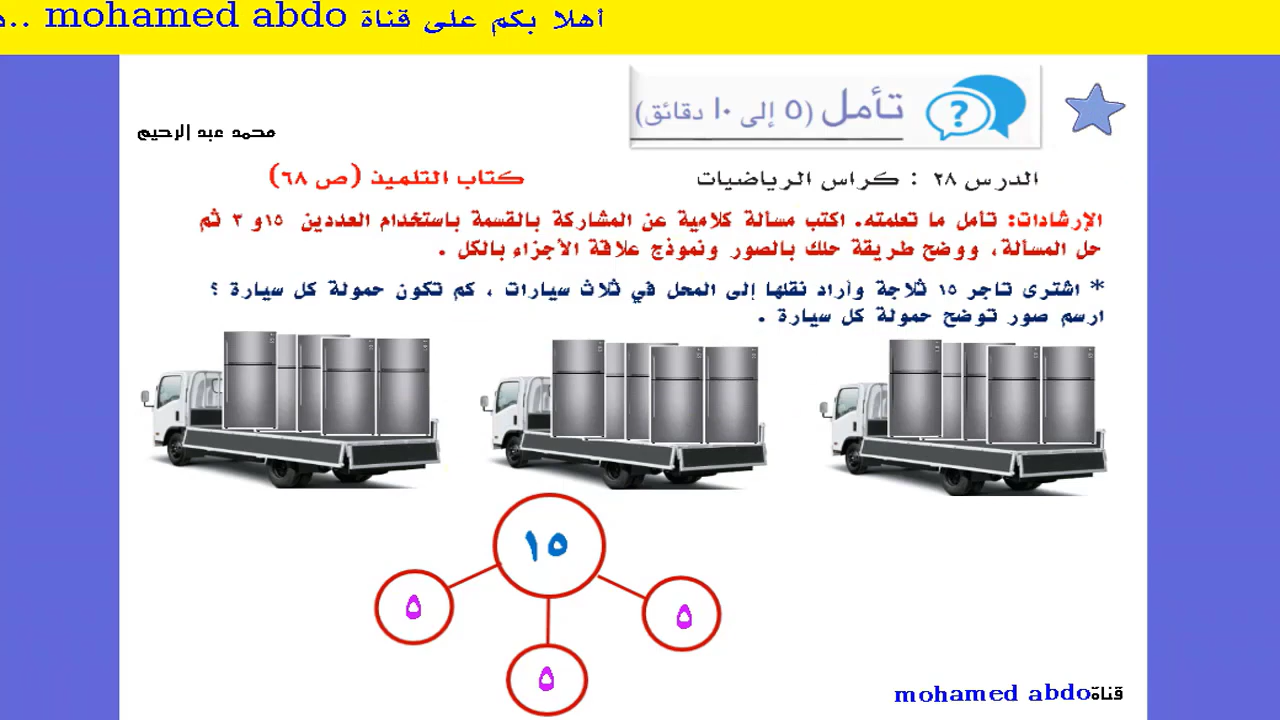 أهلا بكم على قناة mohamed abdo ..
تأمل (٥ إلى ١٠ دقائق)
محمد عبد الرحيم
الدرس ٢٨ : كراس الرياضيات
كتاب التلميذ (ص ٦٨)
الإرشادات: تأمل ما تعلمته. اكتب مسألة كلامية عن المشاركة بالقسمة باستخدام العددين ١٥و ٣ ثم
حل المسألة، ووضح طريقة حلك بالصور ونموذج علاقة الأجزاء بالكل .
* اشترى تاجر ١٥ ثلاجة وأراد نقلها إلى المحل في ثلاث سيارات ، كم تكون حمولة كل سيارة ؟
ارسم صور توضح حمولة كل سيارة .
١٥
٥
٥
٥
قناة mohamed abdo